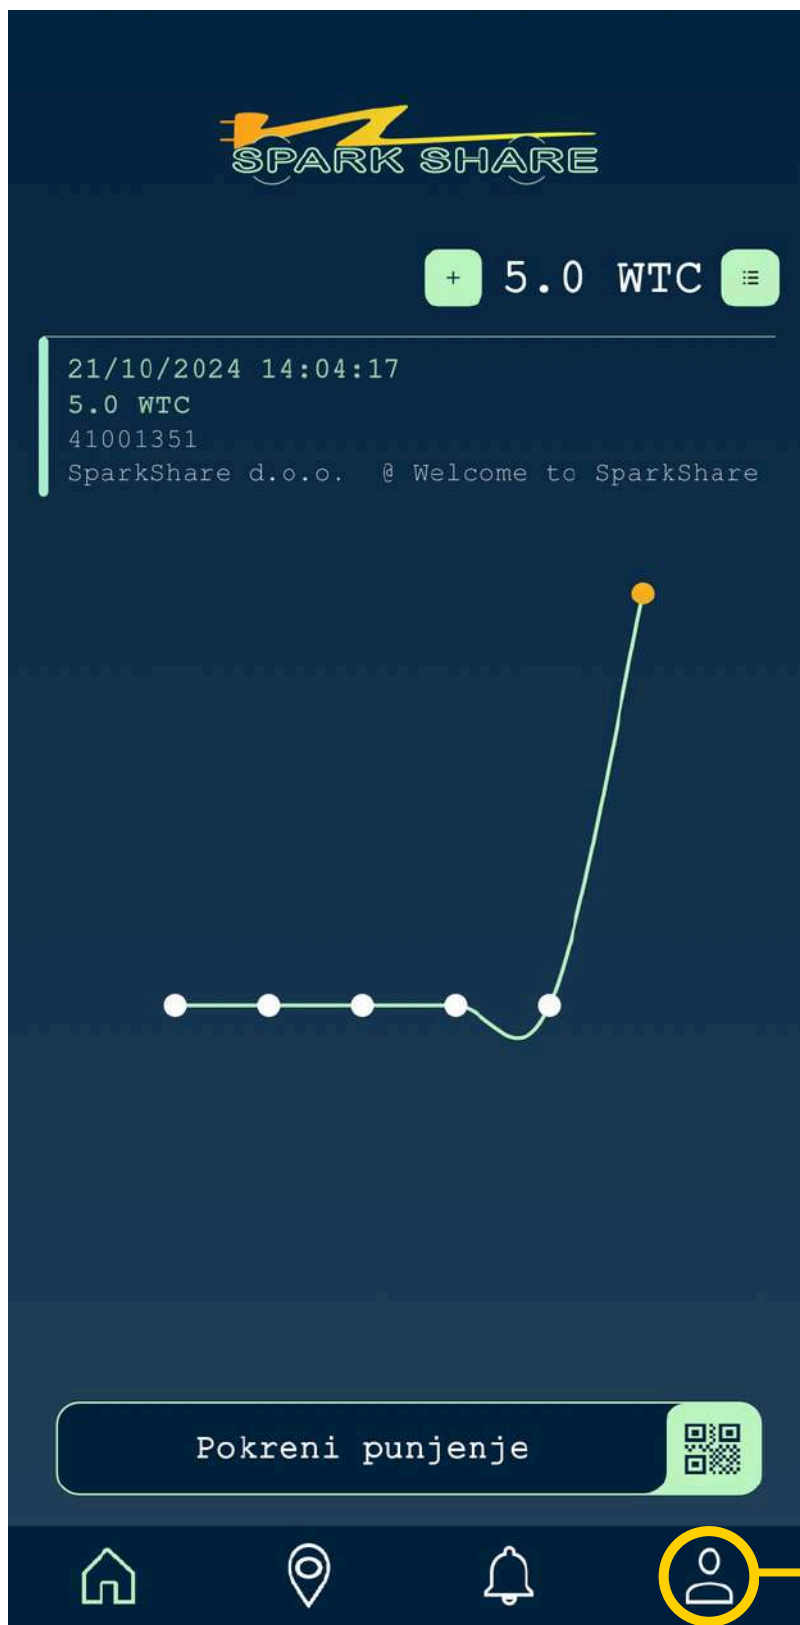 SPARK SHARE
+ 5.0 WTC
21/10/2024 14:04:17
5.0 WTC
41001351
SparkShare d.o.o. @ Welcome to SparkShare
Pokreni punjenje